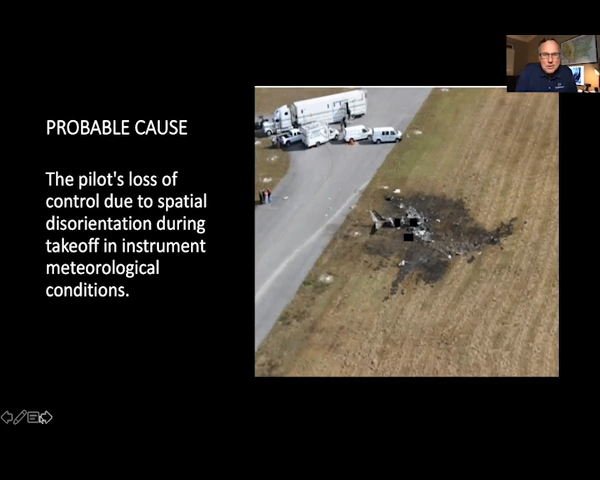 PROBABLE CAUSE
The pilot's loss of
control due to spatial
disorientation during
takeoff in instrument
meteorological
conditions.